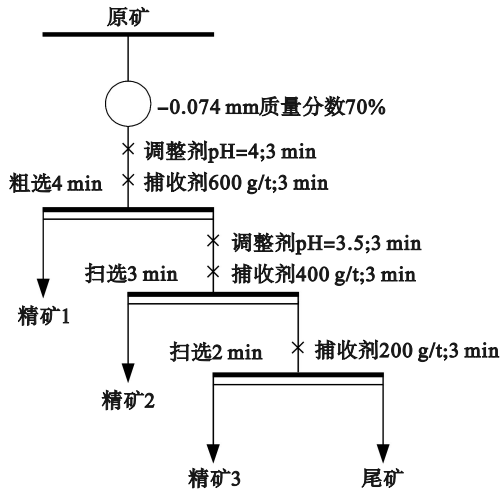 原矿
-0.074 mm质量分数70%
调整剂pH=4;3 min
粗选4 min
捕收剂600 g/t;3 min
调整剂pH=3.5;3 min
扫选3 min
捕收剂400 g/t;3 min
精矿1
扫选2 min
捕收剂200 g/t;3 min
精矿2
精矿3
尾矿